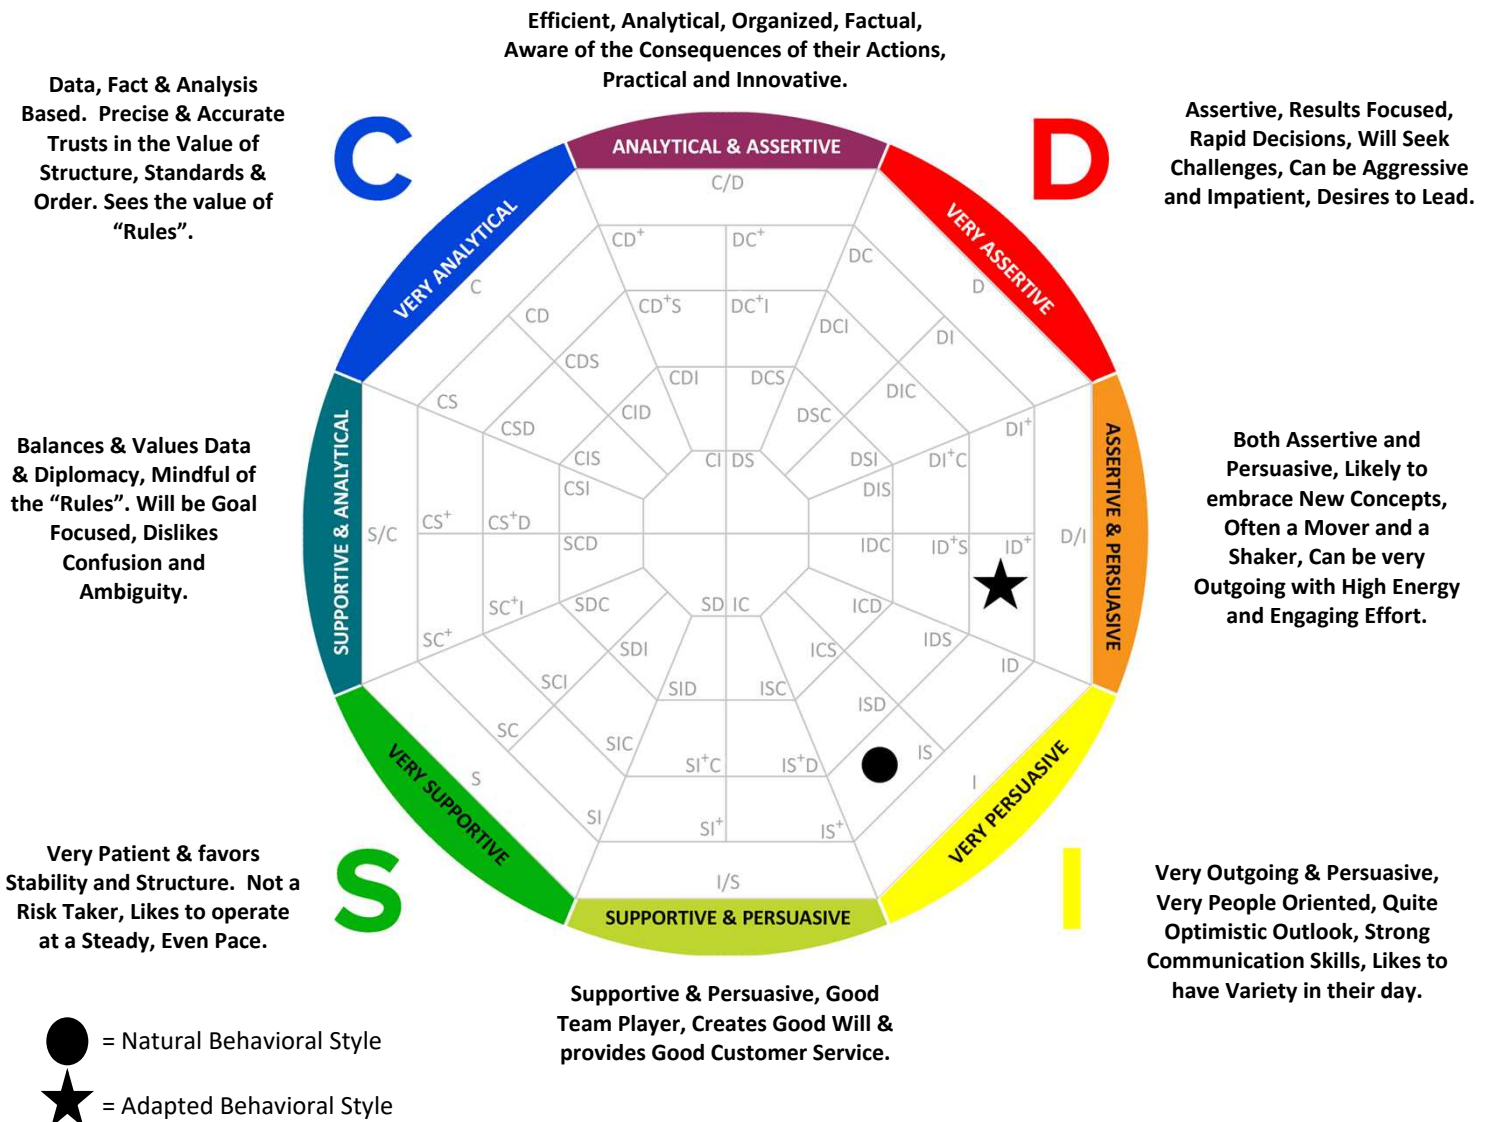 Efficient, Analytical, Organized, Factual,
Aware of the Consequences of their Actions,
Practical and Innovative.
Data, Fact & Analysis
Based.  Precise & Accurate
Trusts in the Value of
Structure, Standards &
Order. Sees the value of
“Rules”.
C
D
Assertive, Results Focused,
Rapid Decisions, Will Seek
Challenges, Can be Aggressive
and Impatient, Desires to Lead.
ANALYTICAL & ASSERTIVE
VERY ANALYTICAL
VERY ASSERTIVE
C/D
CD+
DC+
DC
C
D
CD
CD+S
DC+I
DCI
DI
CDS
CDI
DCS
DIC
CS
CID
DSC
CSD
DI+
CIS
CI
DS
DSI
DI+C
CSI
DIS
Balances & Values Data
& Diplomacy, Mindful of
the “Rules”. Will be Goal
Focused, Dislikes
Confusion and
Ambiguity.
SUPPORTIVE & ANALYTICAL
S/C
CS+
CS+D
SCD
IDC
ID+S
ID+
D/I
ASSERTIVE & PERSUASIVE
Both Assertive and
Persuasive, Likely to
embrace New Concepts,
Often a Mover and a
Shaker, Can be very
Outgoing with High Energy
and Engaging Effort.
SC+I
SDC
SD
IC
ICD
SC+
SDI
ICS
IDS
ID
SCI
SID
ISC
ISD
SC
SIC
SI+C
IS+D
IS
S
I
SI
SI+
IS+
I/S
VERY SUPPORTIVE
VERY PERSUASIVE
SUPPORTIVE & PERSUASIVE
Very Patient & favors
Stability and Structure.  Not a
Risk Taker, Likes to operate
at a Steady, Even Pace.
S
I
Very Outgoing & Persuasive,
Very People Oriented, Quite
Optimistic Outlook, Strong
Communication Skills, Likes to
have Variety in their day.
Supportive & Persuasive, Good
Team Player, Creates Good Will &
provides Good Customer Service.
= Natural Behavioral Style
= Adapted Behavioral Style